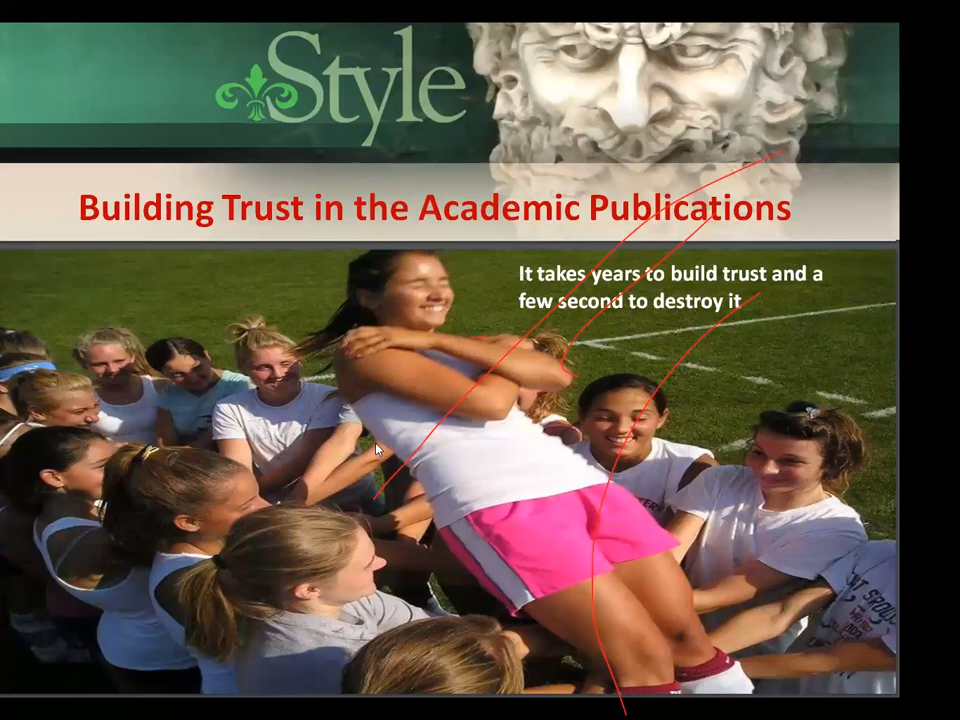 Style
Building Trust in the Academic Publications
It takes years to build trust and a
few second to destroy it